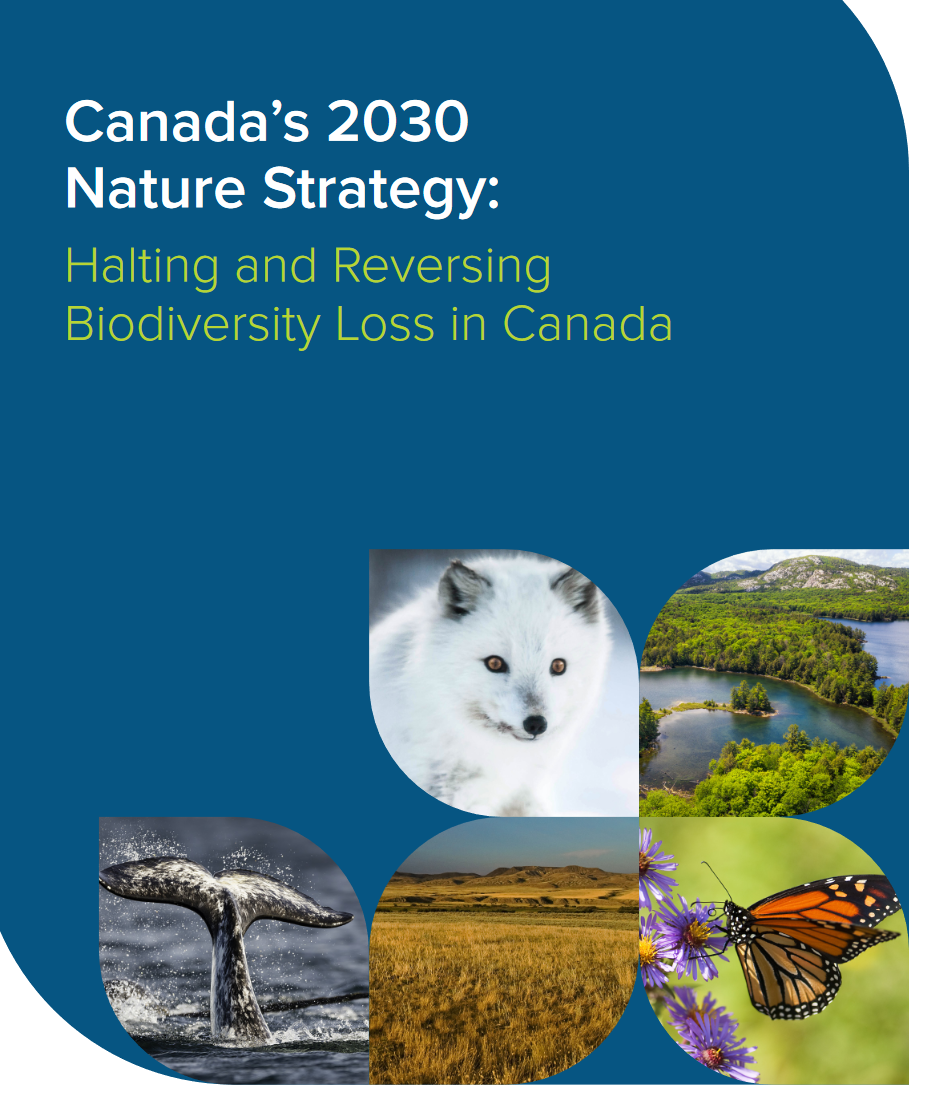 Canada’s 2030
Nature Strategy:
Halting and Reversing
Biodiversity Loss in Canada